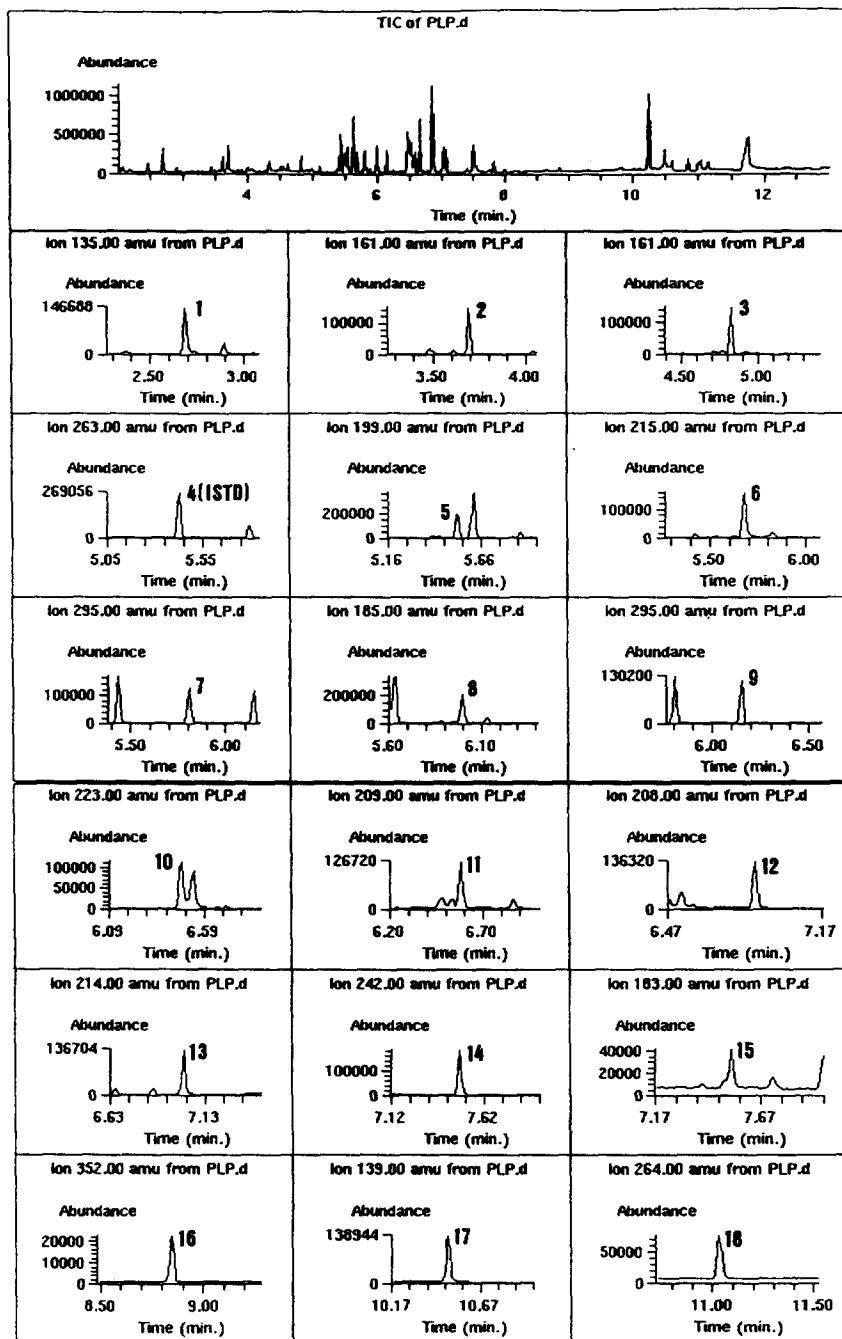 TIC of PLP.d
Abundance
1000000
500000
0
4 6 8 10 12
Time (min.)
Ion 135.00 amu from PLP.d
Abundance
146688
1
0
2.50 3.00
Time (min.)
Ion 161.00 amu from PLP.d
Abundance
100000
2
0
3.50 4.00
Time (min.)
Ion 161.00 amu from PLP.d
Abundance
100000
3
0
4.50 5.00
Time (min.)
Ion 263.00 amu from PLP.d
Abundance
269056
4(ISTD)
0
5.05 5.55
Time (min.)
Ion 199.00 amu from PLP.d
Abundance
200000
5
0
5.16 5.66
Time (min.)
Ion 215.00 amu from PLP.d
Abundance
100000
6
0
5.50 6.00
Time (min.)
Ion 295.00 amu from PLP.d
Abundance
100000
7
0
5.50 6.00
Time (min.)
Ion 185.00 amu from PLP.d
Abundance
200000
8
0
5.60 6.10
Time (min.)
Ion 295.00 amu from PLP.d
Abundance
130200
9
0
6.00 6.50
Time (min.)
Ion 223.00 amu from PLP.d
Abundance
100000
50000
10
0
6.09 6.59
Time (min.)
Ion 209.00 amu from PLP.d
Abundance
126720
11
0
6.20 6.70
Time (min.)
Ion 208.00 amu from PLP.d
Abundance
136320
12
0
6.47 7.17
Time (min.)
Ion 214.00 amu from PLP.d
Abundance
136704
13
0
6.63 7.13
Time (min.)
Ion 242.00 amu from PLP.d
Abundance
100000
14
0
7.12 7.62
Time (min.)
Ion 183.00 amu from PLP.d
Abundance
40000
20000
15
0
7.17 7.67
Time (min.)
Ion 352.00 amu from PLP.d
Abundance
20000
10000
16
0
8.50 9.00
Time (min.)
Ion 139.80 amu from PLP.d
Abundance
138944
17
0
10.17 10.67
Time (min.)
Ion 264.00 amu from PLP.d
Abundance
50000
18
0
11.00 11.50
Time (min.)